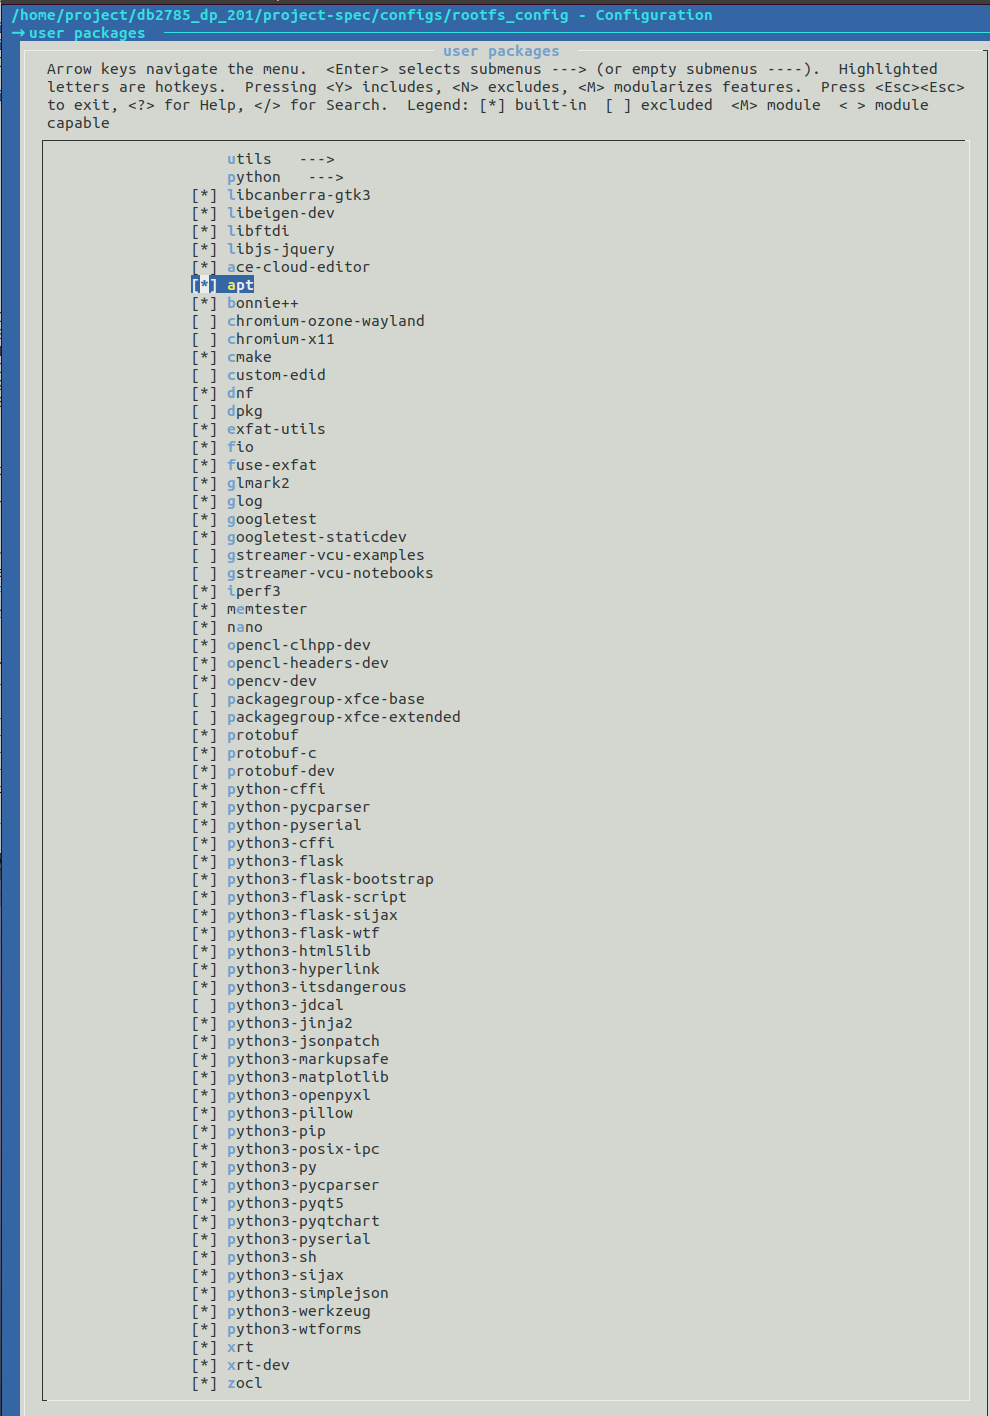 /home/project/db2785_dp_201/project-spec/configs/rootfs_config - Configuration
→ user packages
user packages
Arrow keys navigate the menu.  <Enter> selects submenus ---> (or empty submenus ----).  Highlighted
letters are hotkeys.  Pressing <Y> includes, <N> excludes, <M> modularizes features.  Press <Esc><Esc>
to exit, <?> for Help, </> for Search.  Legend: [*] built-in  [ ] excluded  <M> module  < > module
capable
utils  --->
python  --->
[*] libcanberra-gtk3
[*] libeigen-dev
[*] libftdi
[*] libjs-jquery
[*] ace-cloud-editor
[*] apt
[*] bonnie++
[ ] chromium-ozone-wayland
[ ] chromium-x11
[*] cmake
[ ] custom-edid
[*] dnf
[ ] dpkg
[*] exfat-utils
[*] fio
[*] fuse-exfat
[*] glmark2
[*] glog
[*] googletest
[*] googletest-staticdev
[ ] gstreamer-vcu-examples
[ ] gstreamer-vcu-notebooks
[*] iperf3
[*] memtester
[*] nano
[*] opencl-clhpp-dev
[*] opencl-headers-dev
[*] opencv-dev
[ ] packagegroup-xfce-base
[ ] packagegroup-xfce-extended
[*] protobuf
[*] protobuf-c
[*] protobuf-dev
[*] python-cffi
[*] python-pycparser
[*] python-pyserial
[*] python3-cffi
[*] python3-flask
[*] python3-flask-bootstrap
[*] python3-flask-script
[*] python3-flask-sijax
[*] python3-flask-wtf
[*] python3-html5lib
[*] python3-hyperlink
[*] python3-itsdangerous
[ ] python3-jdcal
[*] python3-jinja2
[*] python3-jsonpatch
[*] python3-markupsafe
[*] python3-matplotlib
[*] python3-openpyxl
[*] python3-pillow
[*] python3-pip
[*] python3-posix-ipc
[*] python3-py
[*] python3-pycparser
[*] python3-pyqt5
[*] python3-pyqtchart
[*] python3-pyserial
[*] python3-sh
[*] python3-sijax
[*] python3-simplejson
[*] python3-werkzeug
[*] python3-wtforms
[*] xrt
[*] xrt-dev
[*] zocl